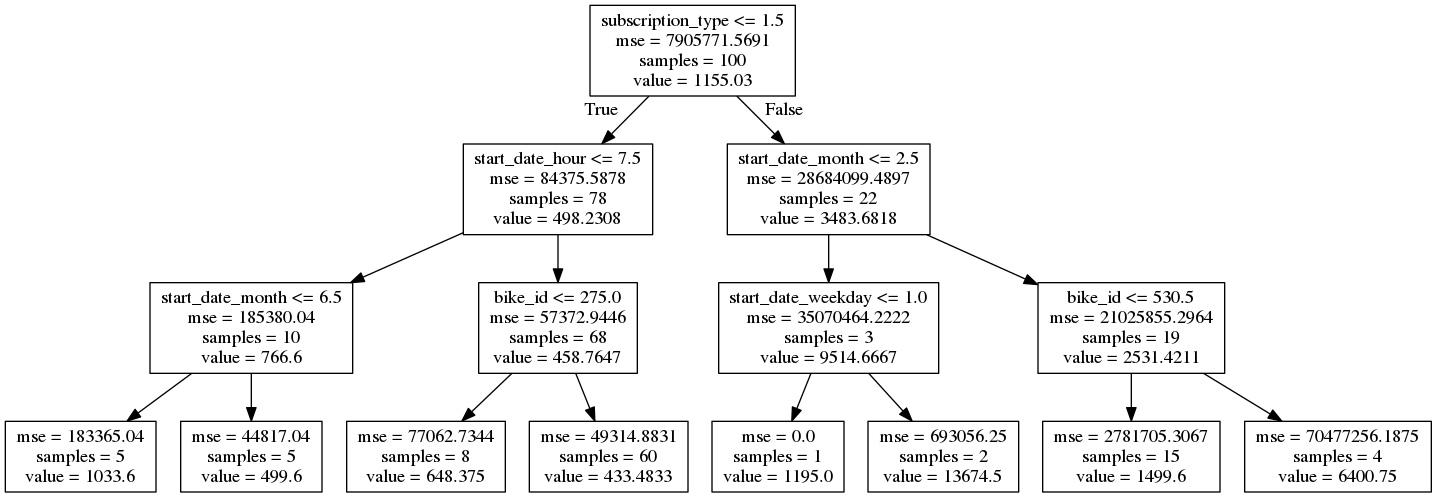 subscription_type <= 1.5
mse = 7905771.5691
samples = 100
value = 1155.03
True
False
start_date_hour <= 7.5
mse = 84375.5878
samples = 78
value = 498.2308
start_date_month <= 2.5
mse = 28684099.4897
samples = 22
value = 3483.6818
start_date_month <= 6.5
mse = 185380.04
samples = 10
value = 766.6
bike_id <= 275.0
mse = 57372.9446
samples = 68
value = 458.7647
start_date_weekday <= 1.0
mse = 35070464.2222
samples = 3
value = 9514.6667
bike_id <= 530.5
mse = 21025855.2964
samples = 19
value = 2531.4211
mse = 183365.04
samples = 5
value = 1033.6
mse = 44817.04
samples = 5
value = 499.6
mse = 77062.7344
samples = 8
value = 648.375
mse = 49314.8831
samples = 60
value = 433.4833
mse = 0.0
samples = 1
value = 1195.0
mse = 693056.25
samples = 2
value = 13674.5
mse = 2781705.3067
samples = 15
value = 1499.6
mse = 70477256.1875
samples = 4
value = 6400.75